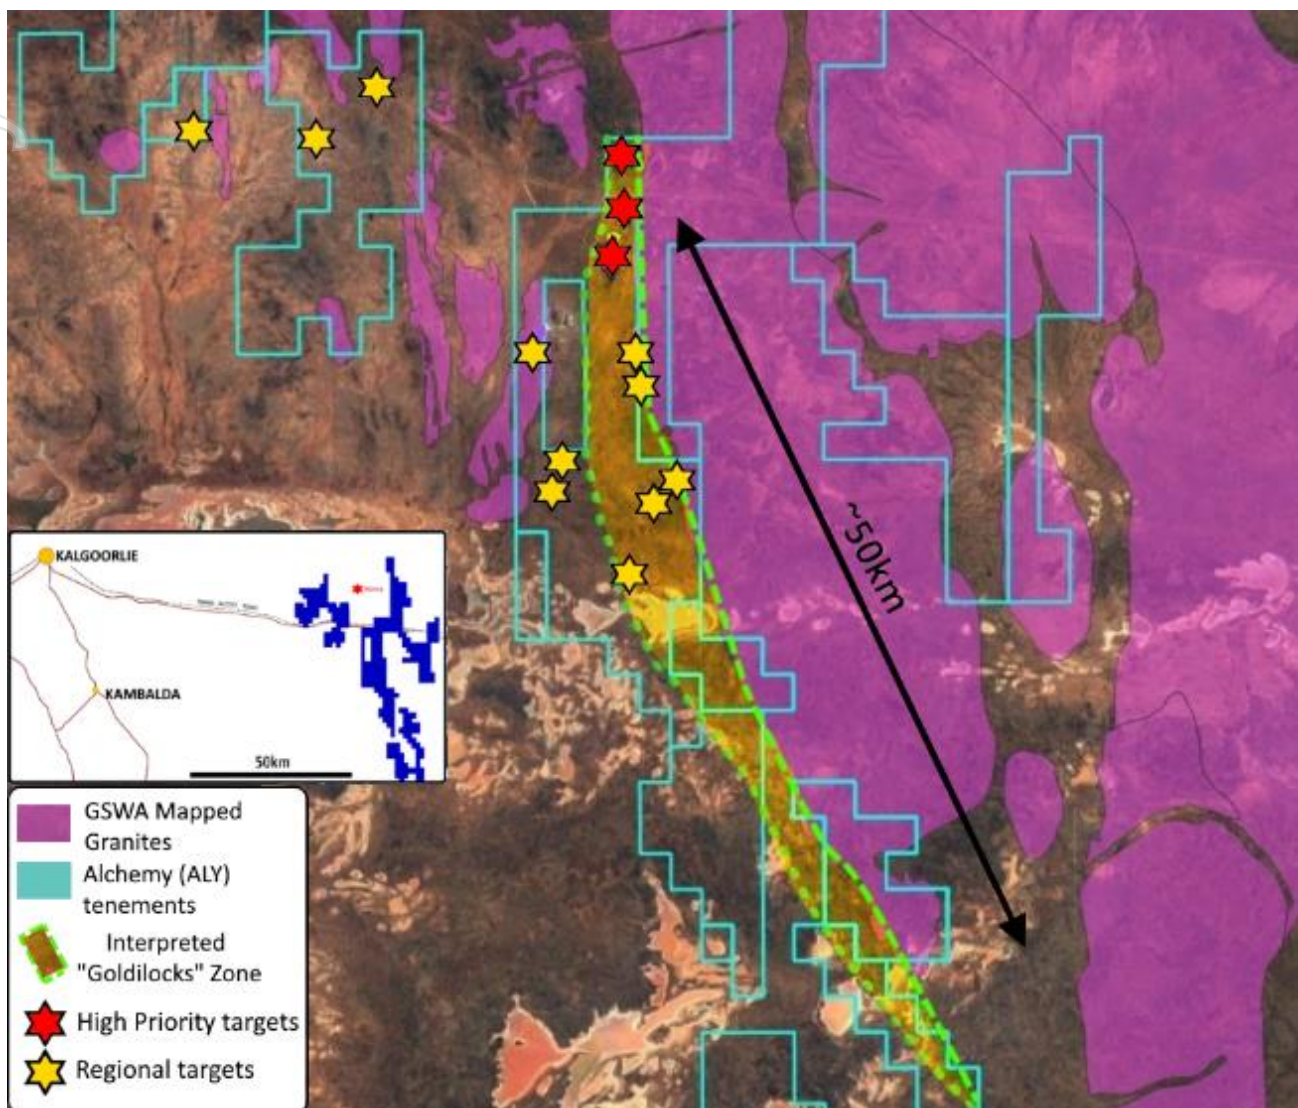 ~50km
KALGOORLIE
KAMBALDA
50km
GSWA Mapped
Granites
Alchemy (ALY)
tenements
Interpreted
"Goldilocks" Zone
High Priority targets
Regional targets